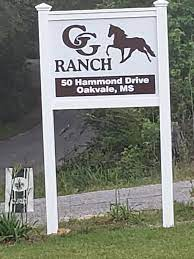 GG
RANCH
50 Hammond Drive
Oakvale, MS